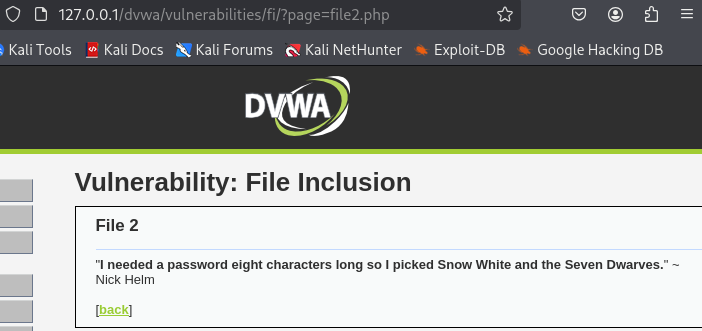 127.0.0.1/dvwa/vulnerabilities/fi/?page=file2.php
Kali Tools Kali Docs Kali Forums Kali NetHunter Exploit-DB Google Hacking DB
DVWA
Vulnerability: File Inclusion
File 2
"I needed a password eight characters long so I picked Snow White and the Seven Dwarves." ~
Nick Helm
[back]